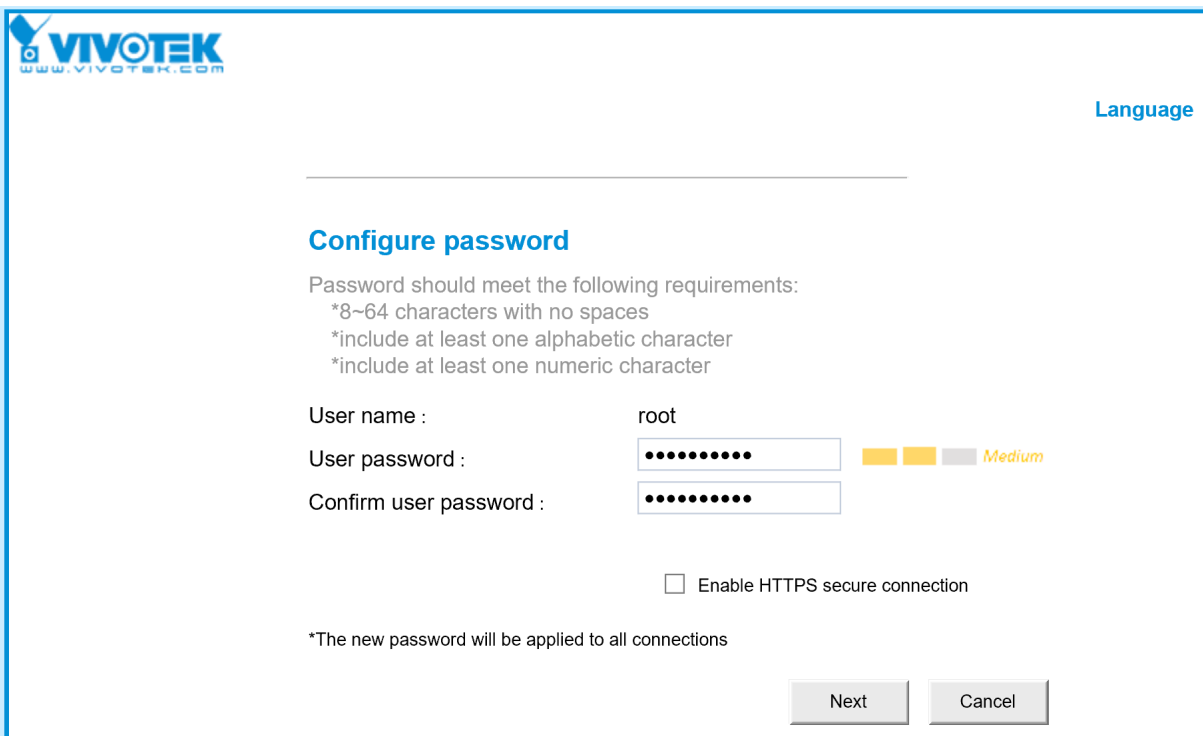 VIVOTEK
www.vivotek.com
Language
Configure password
Password should meet the following requirements:
*8~64 characters with no spaces
*include at least one alphabetic character
*include at least one numeric character
User name : root
User password : •••••••••• Medium
Confirm user password : ••••••••••
Enable HTTPS secure connection
*The new password will be applied to all connections
Next Cancel